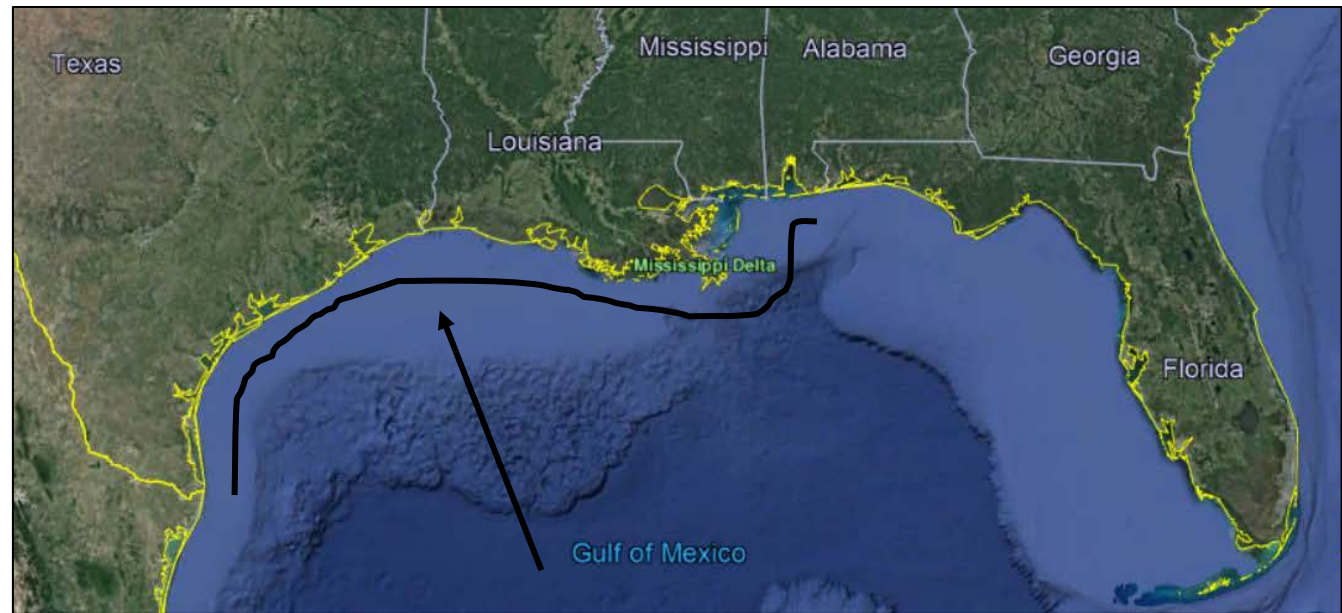 Mississippi
Alabama
Georgia
Texas
Louisiana
Mississippi Delta
Florida
Gulf of Mexico